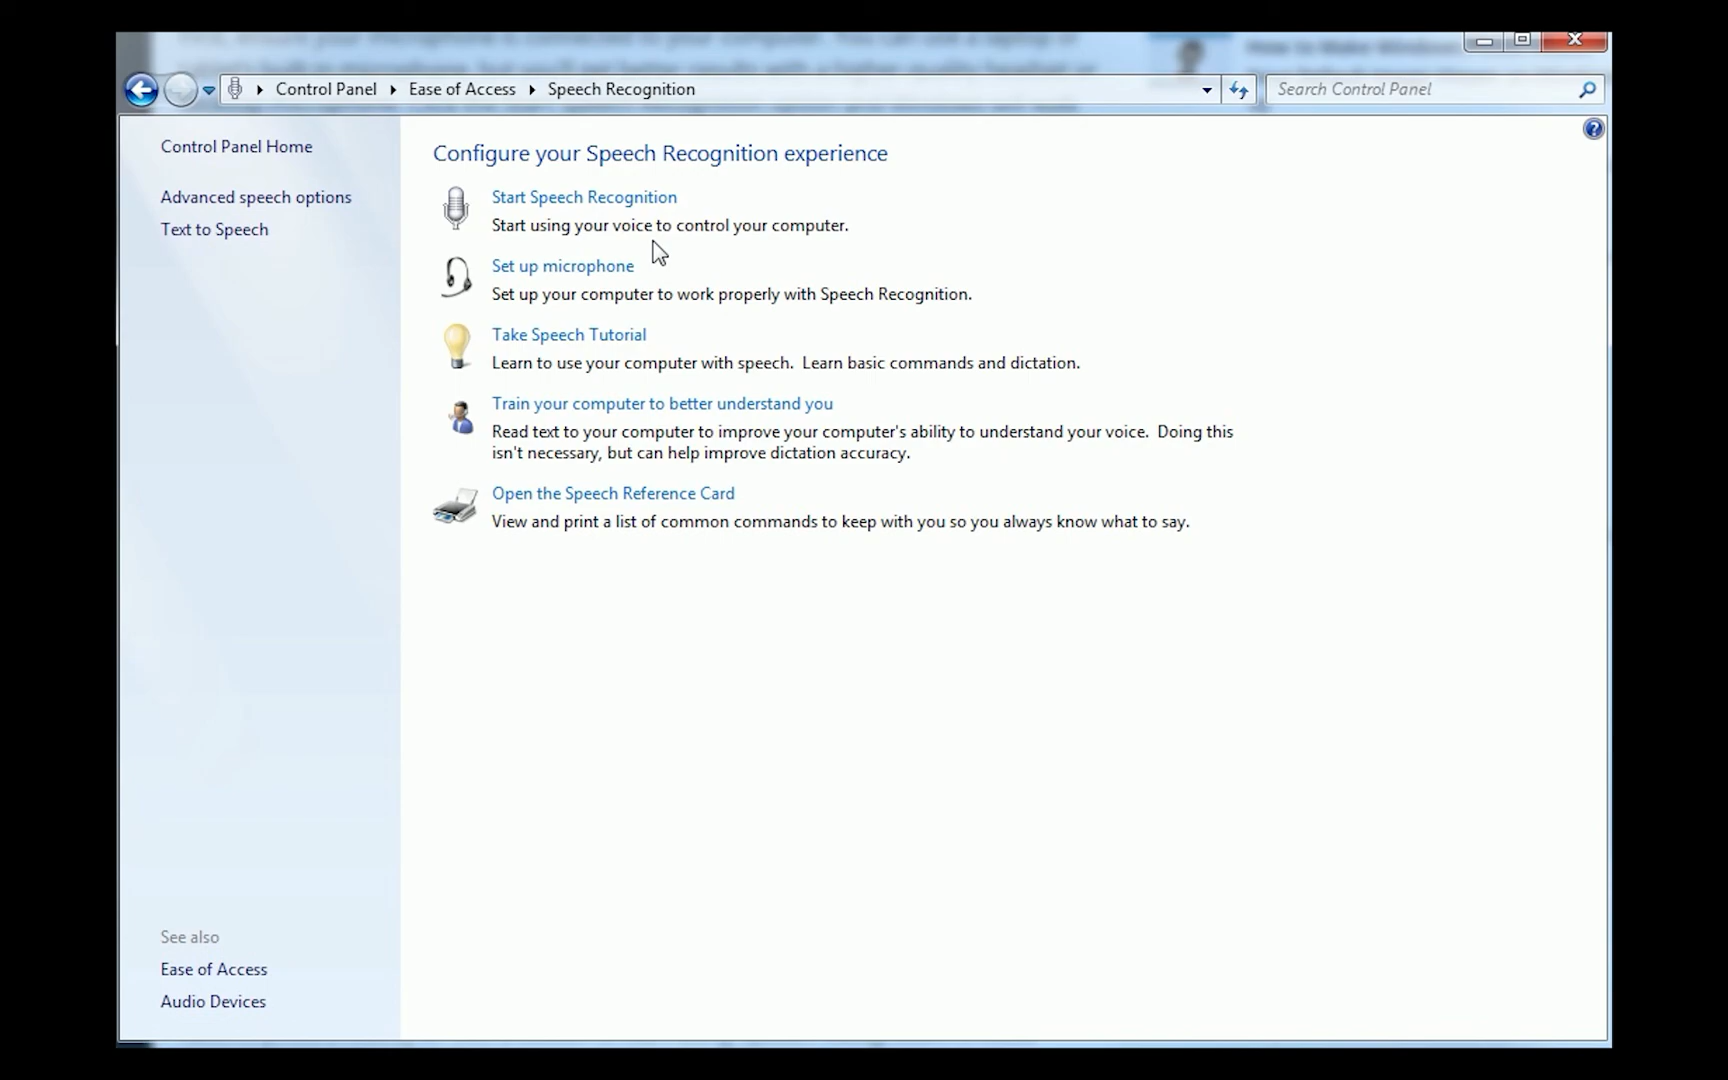 Control Panel Ease of Access Speech Recognition
Search Control Panel
Control Panel Home
Advanced speech options
Text to Speech
Configure your Speech Recognition experience
Start Speech Recognition
Start using your voice to control your computer.
Set up microphone
Set up your computer to work properly with Speech Recognition.
Take Speech Tutorial
Learn to use your computer with speech. Learn basic commands and dictation.
Train your computer to better understand you
Read text to your computer to improve your computer's ability to understand your voice. Doing this
isn't necessary, but can help improve dictation accuracy.
Open the Speech Reference Card
View and print a list of common commands to keep with you so you always know what to say.
See also
Ease of Access
Audio Devices